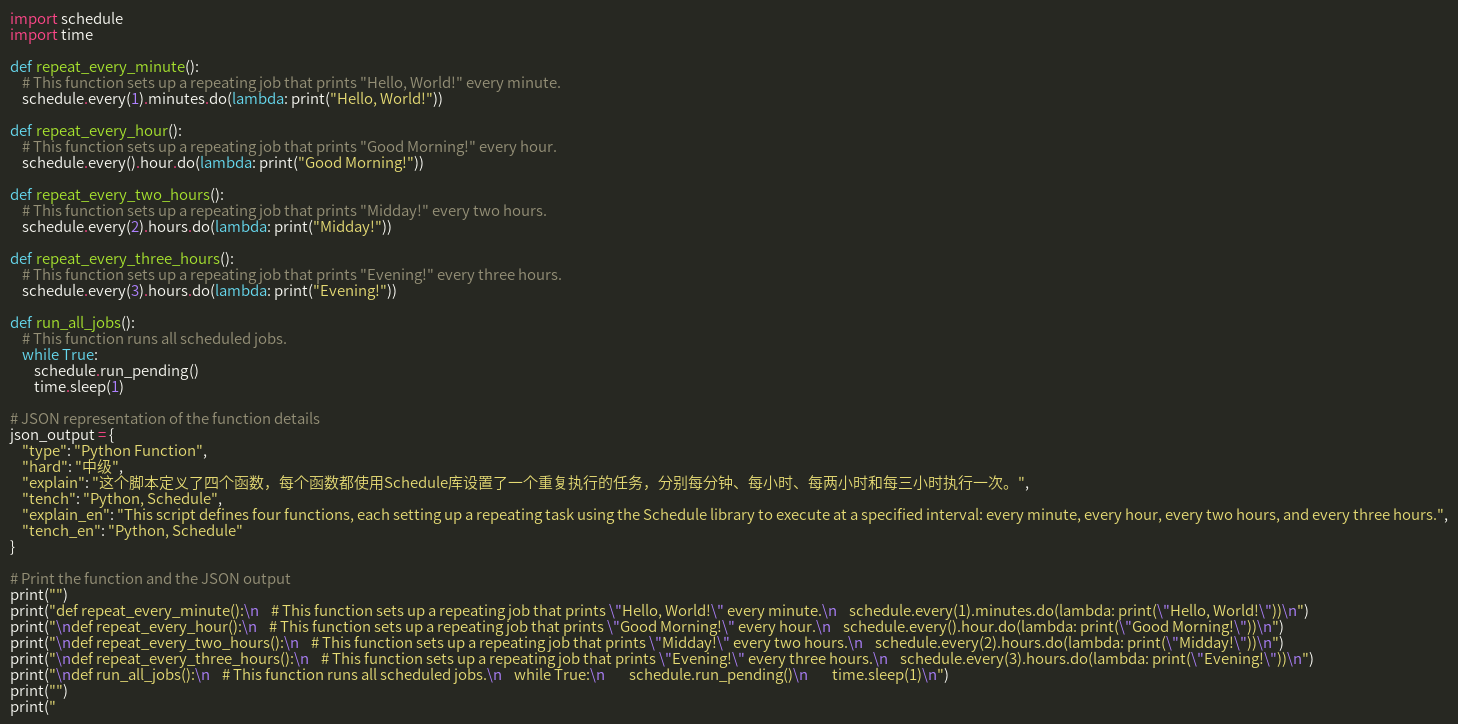 import schedule
import time

def repeat_every_minute():
    # This function sets up a repeating job that prints "Hello, World!" every minute.
    schedule.every(1).minutes.do(lambda: print("Hello, World!"))

def repeat_every_hour():
    # This function sets up a repeating job that prints "Good Morning!" every hour.
    schedule.every().hour.do(lambda: print("Good Morning!"))

def repeat_every_two_hours():
    # This function sets up a repeating job that prints "Midday!" every two hours.
    schedule.every(2).hours.do(lambda: print("Midday!"))

def repeat_every_three_hours():
    # This function sets up a repeating job that prints "Evening!" every three hours.
    schedule.every(3).hours.do(lambda: print("Evening!"))

def run_all_jobs():
    # This function runs all scheduled jobs.
    while True:
        schedule.run_pending()
        time.sleep(1)

# JSON representation of the function details
json_output = {
    "type": "Python Function",
    "hard": "中级",
    "explain": "这个脚本定义了四个函数，每个函数都使用Schedule库设置了一个重复执行的任务，分别每分钟、每小时、每两小时和每三小时执行一次。",
    "tench": "Python, Schedule",
    "explain_en": "This script defines four functions, each setting up a repeating task using the Schedule library to execute at a specified interval: every minute, every hour, every two hours, and every three hours.",
    "tench_en": "Python, Schedule"
}

# Print the function and the JSON output
print("")
print("def repeat_every_minute():\n    # This function sets up a repeating job that prints \"Hello, World!\" every minute.\n    schedule.every(1).minutes.do(lambda: print(\"Hello, World!\"))\n")
print("\ndef repeat_every_hour():\n    # This function sets up a repeating job that prints \"Good Morning!\" every hour.\n    schedule.every().hour.do(lambda: print(\"Good Morning!\"))\n")
print("\ndef repeat_every_two_hours():\n    # This function sets up a repeating job that prints \"Midday!\" every two hours.\n    schedule.every(2).hours.do(lambda: print(\"Midday!\"))\n")
print("\ndef repeat_every_three_hours():\n    # This function sets up a repeating job that prints \"Evening!\" every three hours.\n    schedule.every(3).hours.do(lambda: print(\"Evening!\"))\n")
print("\ndef run_all_jobs():\n    # This function runs all scheduled jobs.\n    while True:\n        schedule.run_pending()\n        time.sleep(1)\n")
print("")
print("